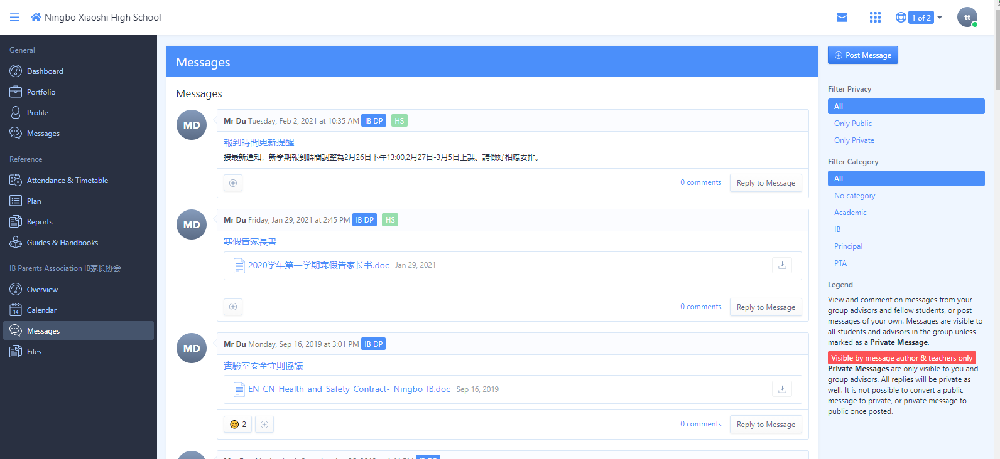 Ningbo Xiaoshi High School
1 of 2
tt
General
Dashboard
Portfolio
Profile
Messages
Reference
Attendance & Timetable
Plan
Reports
Guides & Handbooks
IB Parents Association IB家长协会
Overview
14
Calendar
Messages
Files
Messages
Messages
MD
Mr Du Tuesday, Feb 2, 2021 at 10:35 AM IB DP HS
報到時間更新提醒
接最新通知，新學期報到時間調整為2月26日下午13:00,2月27日-3月5日上課。請做好相應安排。
0 comments
Reply to Message
MD
Mr Du Friday, Jan 29, 2021 at 2:45 PM IB DP HS
寒假告家長書
2020学年第一学期寒假告家长书.doc Jan 29, 2021
0 comments
Reply to Message
MD
Mr Du Monday, Sep 16, 2019 at 3:01 PM IB DP
實驗室安全守則協議
EN_CN_Health_and_Safety_Contract-_Ningbo_IB.doc Sep 16, 2019
2
0 comments
Reply to Message
Post Message
Filter Privacy
All
Only Public
Only Private
Filter Category
All
No category
Academic
IB
Principal
PTA
Legend
View and comment on messages from your
group advisors and fellow students, or post
messages of your own. Messages are visible to
all students and advisors in the group unless
marked as a Private Message.
Visible by message author & teachers only
Private Messages are only visible to you and
group advisors. All replies will be private as
well. It is not possible to convert a public
message to private, or private message to
public once posted.